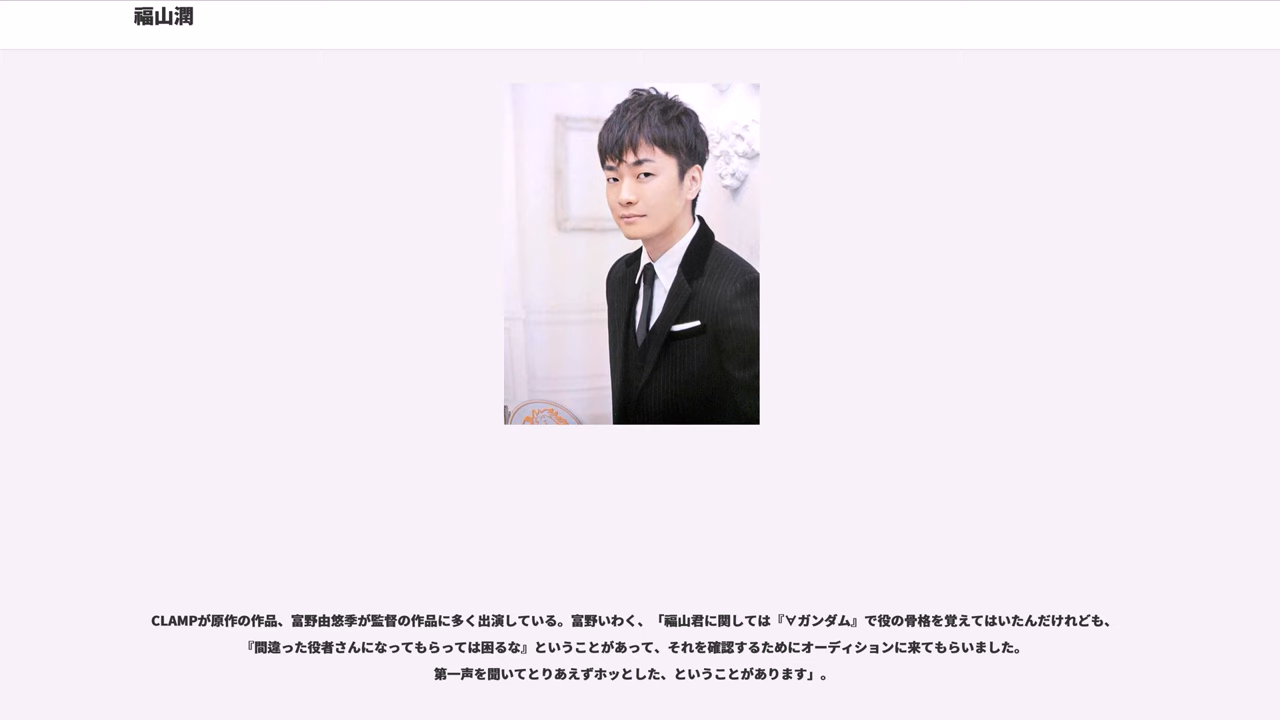 福山潤
CLAMPが原作の作品、富野由悠季が監督の作品に多く出演している。富野いわく、「福山君に関しては『∀ガンダム』で役の骨格を覚えてはいたんだけれども、
『間違った役者さんになってもらっては困るな』ということがあって、それを確認するためにオーディションに来てもらいました。
第一声を聞いてとりあえずホッとした、ということがあります」。